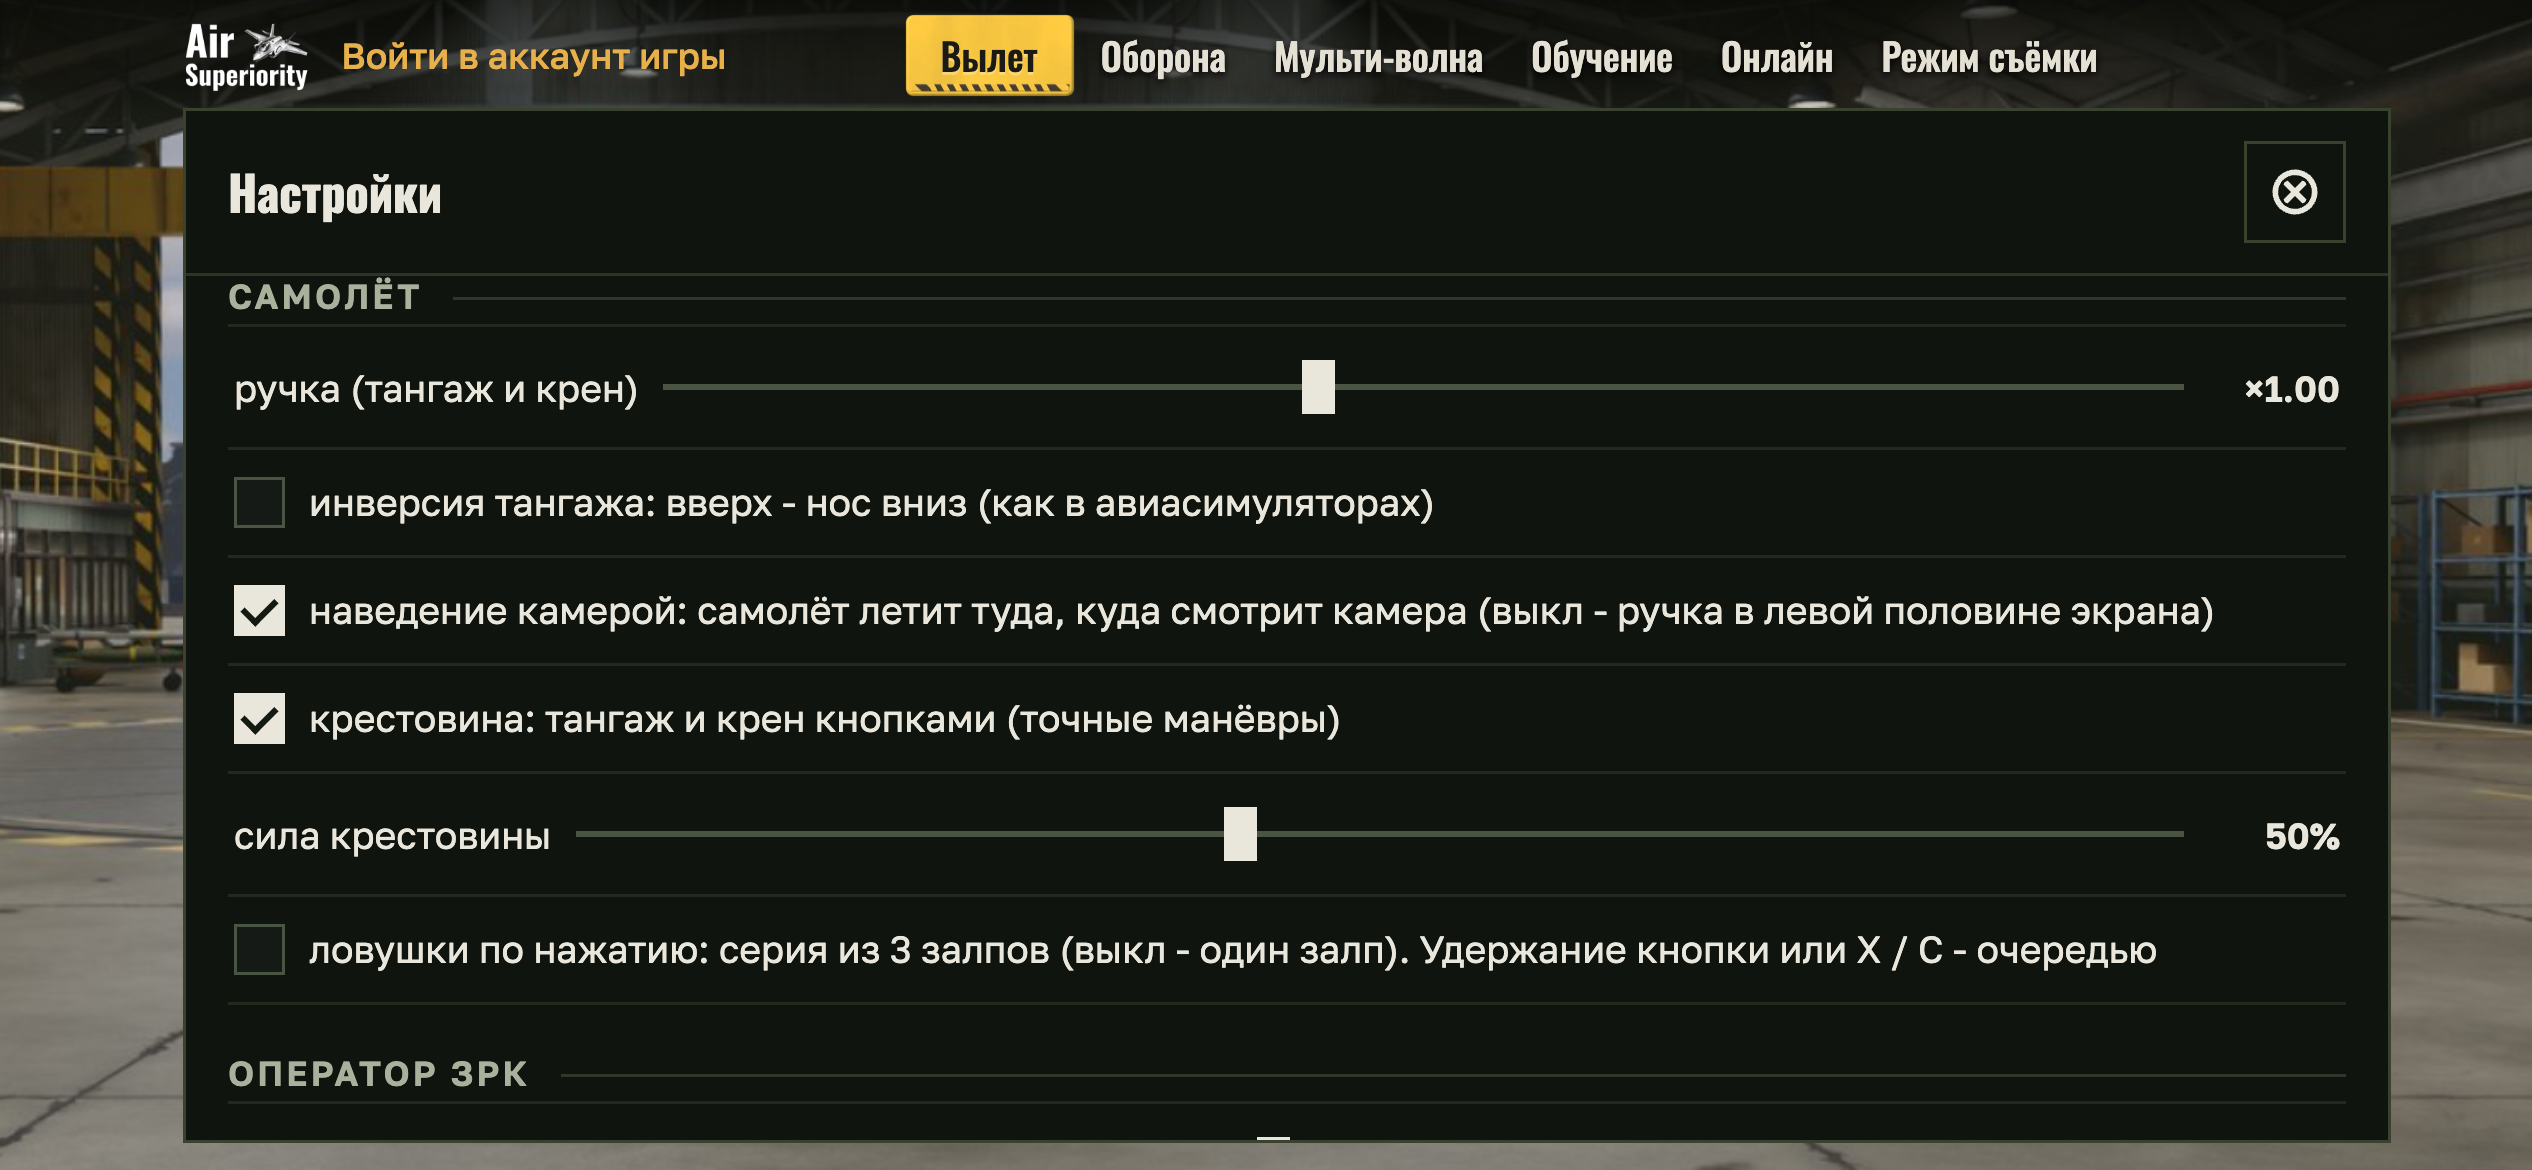 Air
Superiority
Войти в аккаунт игры
Вылет
Оборона
Мульти-волна
Обучение
Онлайн
Режим съёмки
Настройки
САМОЛЁТ
ручка (тангаж и крен)
×1.00
инверсия тангажа: вверх - нос вниз (как в авиасимуляторах)
наведение камерой: самолёт летит туда, куда смотрит камера (выкл - ручка в левой половине экрана)
крестовина: тангаж и крен кнопками (точные манёвры)
сила крестовины
50%
ловушки по нажатию: серия из 3 залпов (выкл - один залп). Удержание кнопки или X / C - очередью
ОПЕРАТОР ЗРК